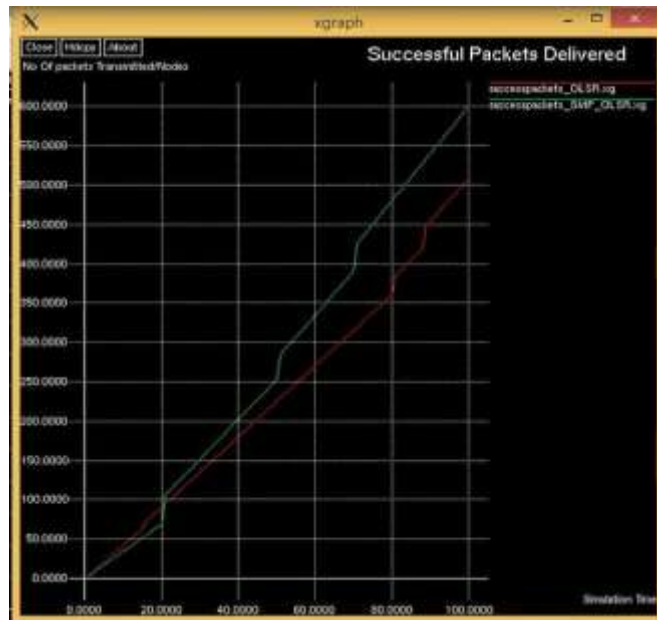 xgraph
Close Hdcpy About
Successful Packets Delivered
No Of packets Transmitted/Nodes
successpackets_OLSR.xg
successpackets_SMF_OLSR.xg
600.0000
550.0000
500.0000
450.0000
400.0000
350.0000
300.0000
250.0000
200.0000
150.0000
100.0000
50.0000
0.0000
0.0000 20.0000 40.0000 60.0000 80.0000 100.0000
Simulation Time